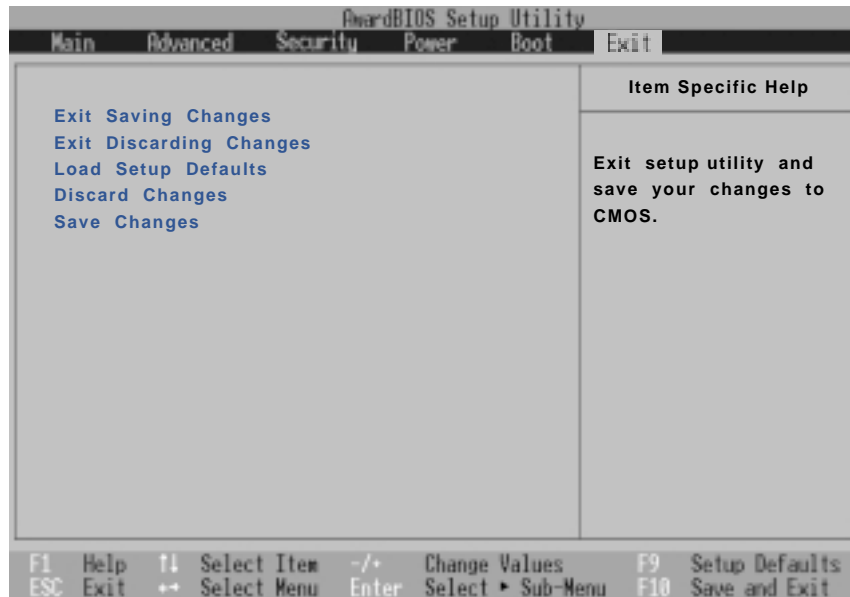 AwardBIOS Setup Utility
Main Advanced Security Power Boot Exit
Item Specific Help
Exit Saving Changes
Exit Discarding Changes
Load Setup Defaults
Discard Changes
Save Changes
Exit setup utility and
save your changes to
CMOS.
F1 Help ↑↓ Select Item -/+ Change Values F9 Setup Defaults
ESC Exit ←→ Select Menu Enter Select ► Sub-Menu F10 Save and Exit